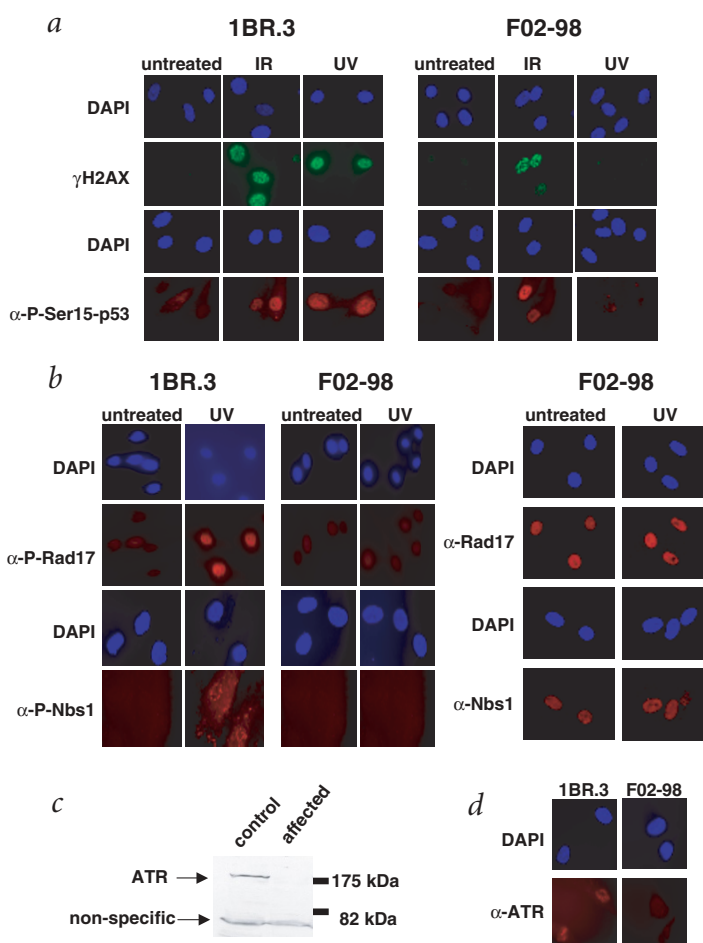 a
1BR.3 F02-98
untreated IR UV untreated IR UV
DAPI
γH2AX
DAPI
α-P-Ser15-p53
b
1BR.3 F02-98 F02-98
untreated UV untreated UV untreated UV
DAPI DAPI
α-P-Rad17 α-Rad17
DAPI DAPI
α-P-Nbs1 α-Nbs1
c
control affected
ATR 175 kDa
non-specific 82 kDa
d
1BR.3 F02-98
DAPI
α-ATR